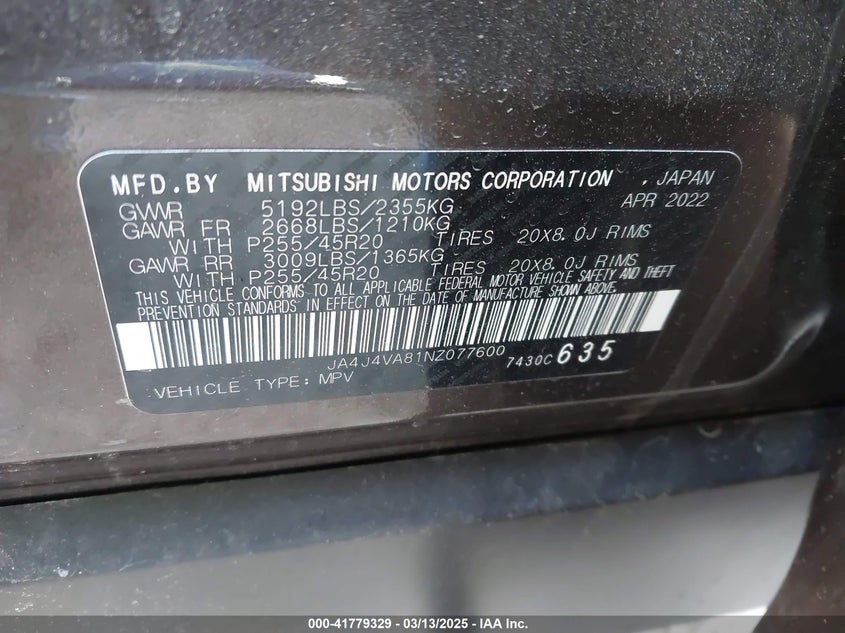 MFD.BY MITSUBISHI MOTORS CORPORATION . JAPAN
GVWR 5192LBS/2355KG APR 2022
GAWR FR 2668LBS/1210KG
WITH P255/45R20 TIRES 20X8.0J RIMS
GAWR RR 3009LBS/1365KG
WITH P255/45R20 TIRES 20X8.0J RIMS
THIS VEHICLE CONFORMS TO ALL APPLICABLE FEDERAL MOTOR VEHICLE SAFETY AND THEFT
PREVENTION STANDARDS IN EFFECT ON THE DATE OF MANUFACTURE SHOWN ABOVE.
JA4J4VA81NZ077600 7430C 635
VEHICLE TYPE: MPV
000-41779329 / 03/13/2025 - © IAA Inc.